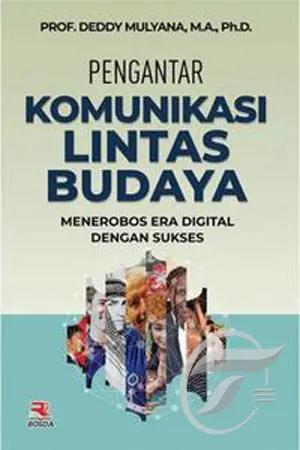 PROF. DEDDY MULYANA, M.A., Ph.D.
PENGANTAR
KOMUNIKASI
LINTAS
BUDAYA
MENEROBOS ERA DIGITAL
DENGAN SUKSES
ROSDA